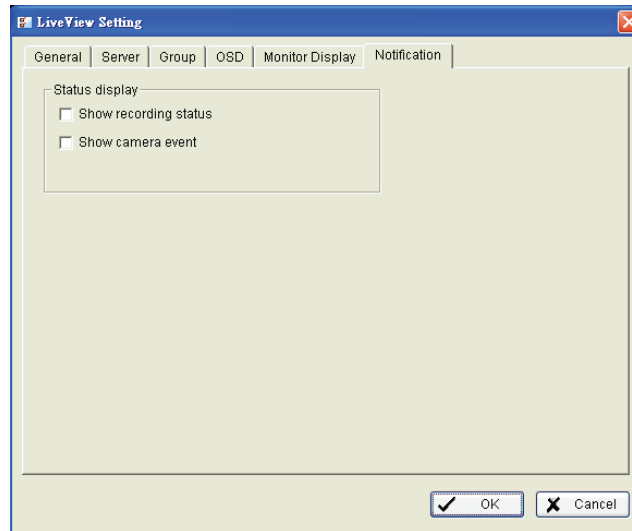 LiveView Setting
General Server Group OSD Monitor Display Notification
Status display
Show recording status
Show camera event
OK Cancel